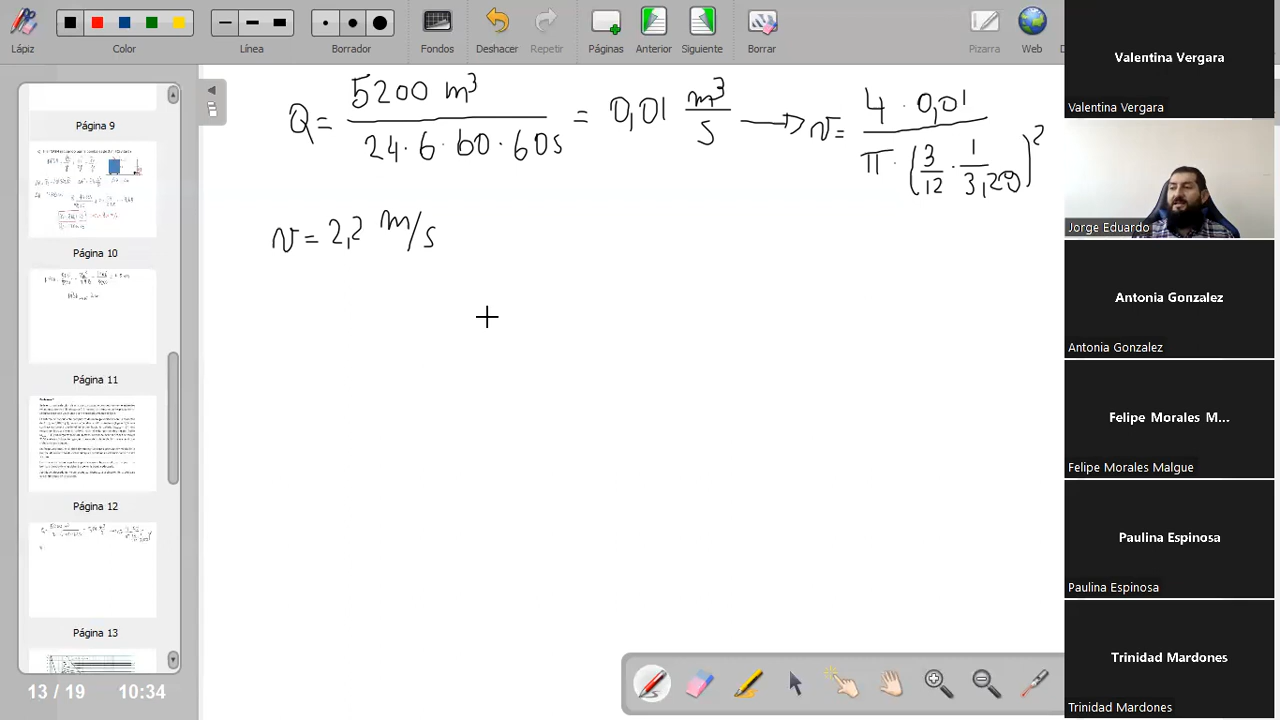 Lápiz
Color
Línea
Borrador
Fondos
Deshacer
Repetir
Páginas
Anterior
Siguiente
Borrar
Pizarra
Web
Página 9
Página 10
Página 11
Página 12
Página 13
13 / 19
10:34
Q = 5200 m³ / 24·6·60·60s = 0,01 m³/s → v = 4·0,01 / π·(3/12·1/3,28)²
v = 2,2 m/s
Valentina Vergara
Valentina Vergara
Jorge Eduardo
Antonia Gonzalez
Antonia Gonzalez
Felipe Morales M...
Felipe Morales Malgue
Paulina Espinosa
Paulina Espinosa
Trinidad Mardones
Trinidad Mardones